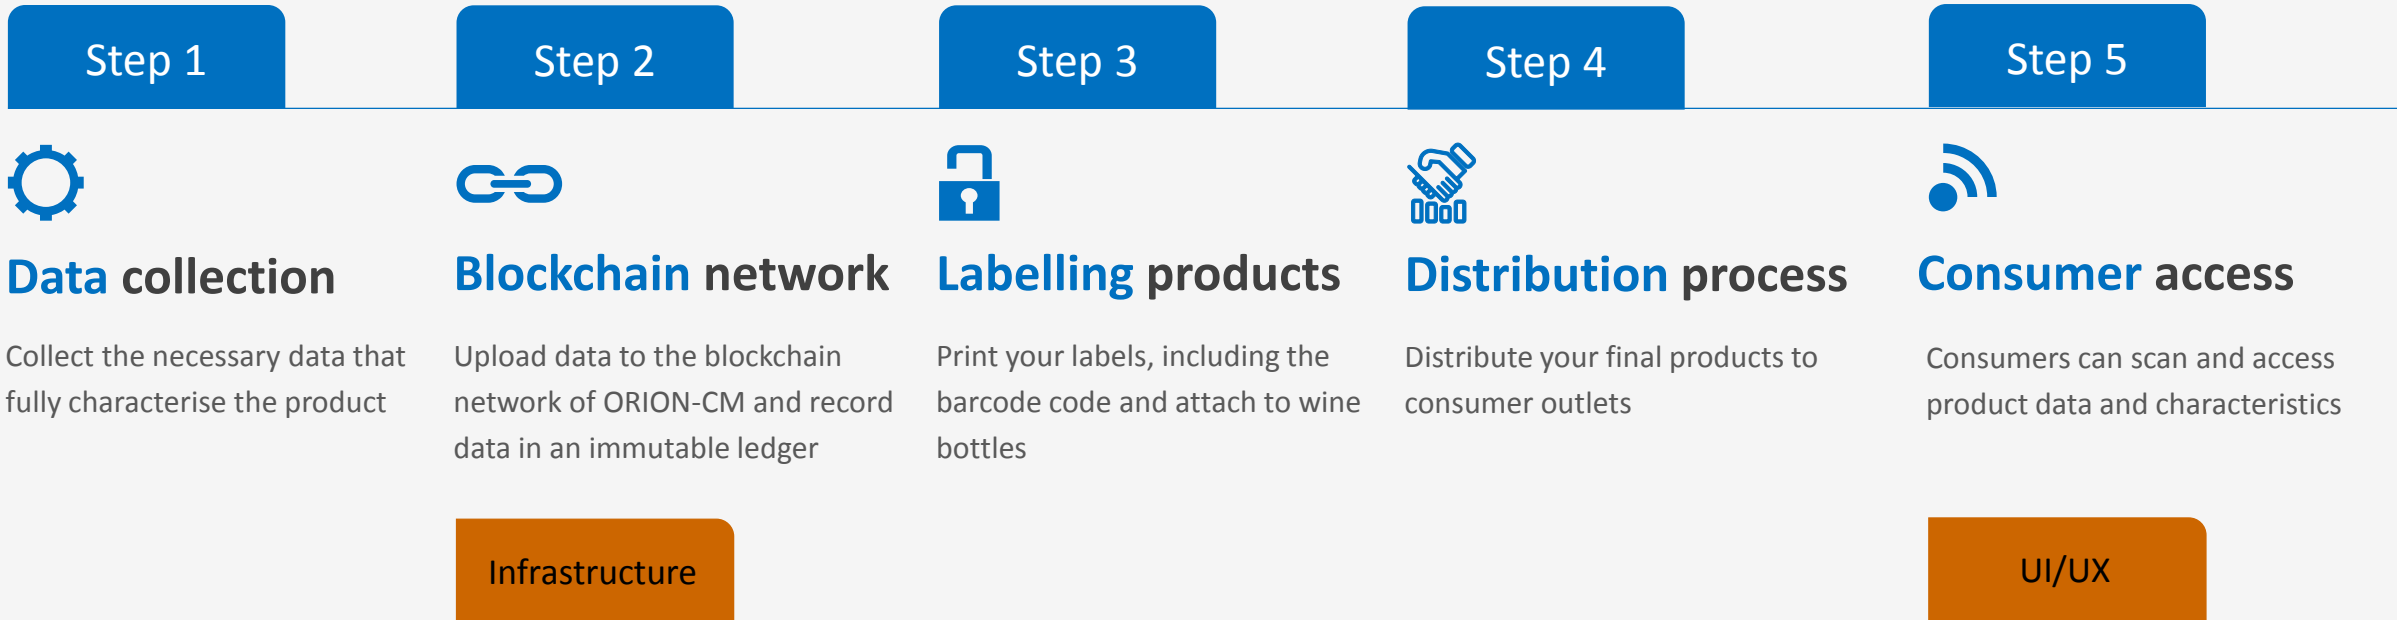 Step 1
Step 2
Step 3
Step 4
Step 5
Data collection
Blockchain network
Labelling products
Distribution process
Consumer access
Collect the necessary data that
fully characterise the product
Upload data to the blockchain
network of ORION-CM and record
data in an immutable ledger
Print your labels, including the
barcode code and attach to wine
bottles
Distribute your final products to
consumer outlets
Consumers can scan and access
product data and characteristics
Infrastructure
UI/UX